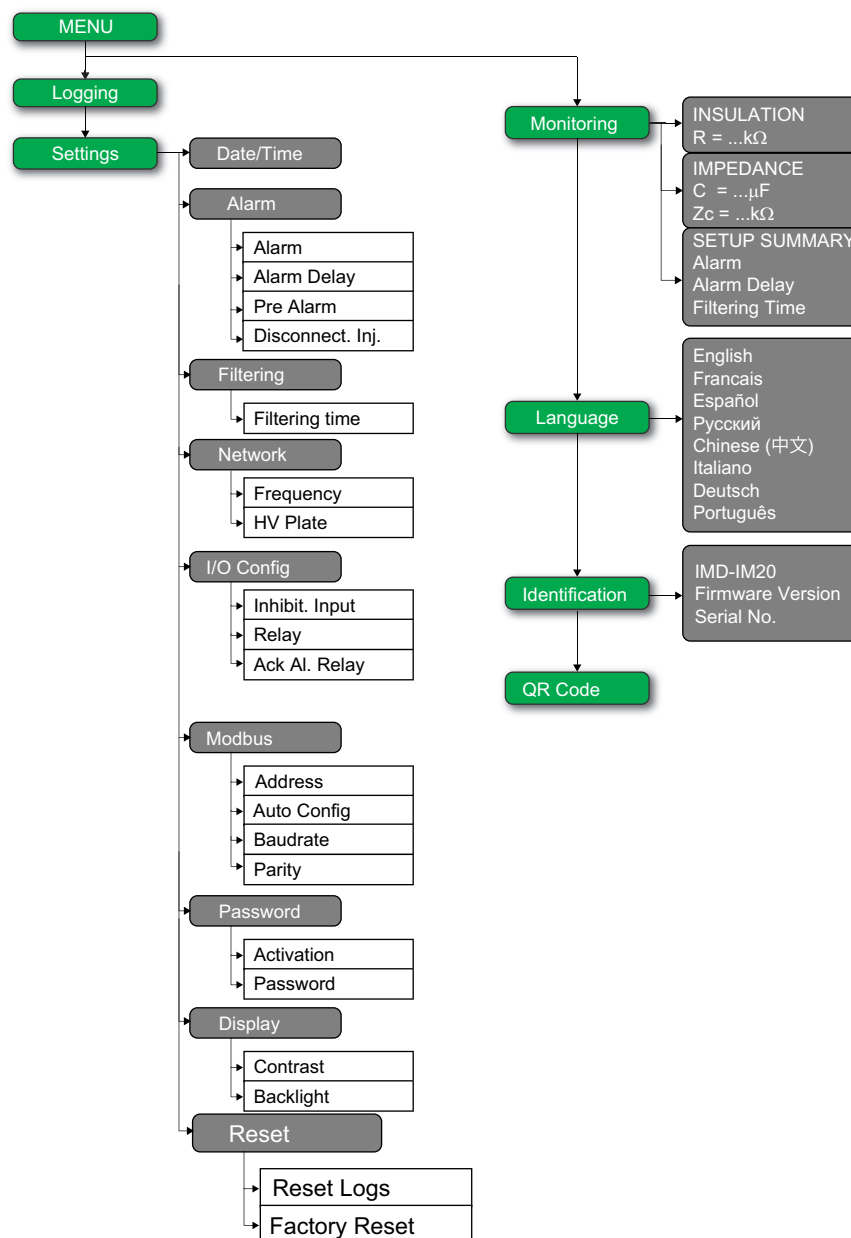 MENU
Logging
Settings
Date/Time
Alarm
Alarm
Alarm Delay
Pre Alarm
Disconnect. Inj.
Filtering
Filtering time
Network
Frequency
HV Plate
I/O Config
Inhibit. Input
Relay
Ack Al. Relay
Modbus
Address
Auto Config
Baudrate
Parity
Password
Activation
Password
Display
Contrast
Backlight
Reset
Reset Logs
Factory Reset
Monitoring
INSULATION
R = ...kΩ
IMPEDANCE
C = ...μF
Zc = ...kΩ
SETUP SUMMARY
Alarm
Alarm Delay
Filtering Time
Language
English
Francais
Español
Русский
Chinese (中文)
Italiano
Deutsch
Português
Identification
IMD-IM20
Firmware Version
Serial No.
QR Code